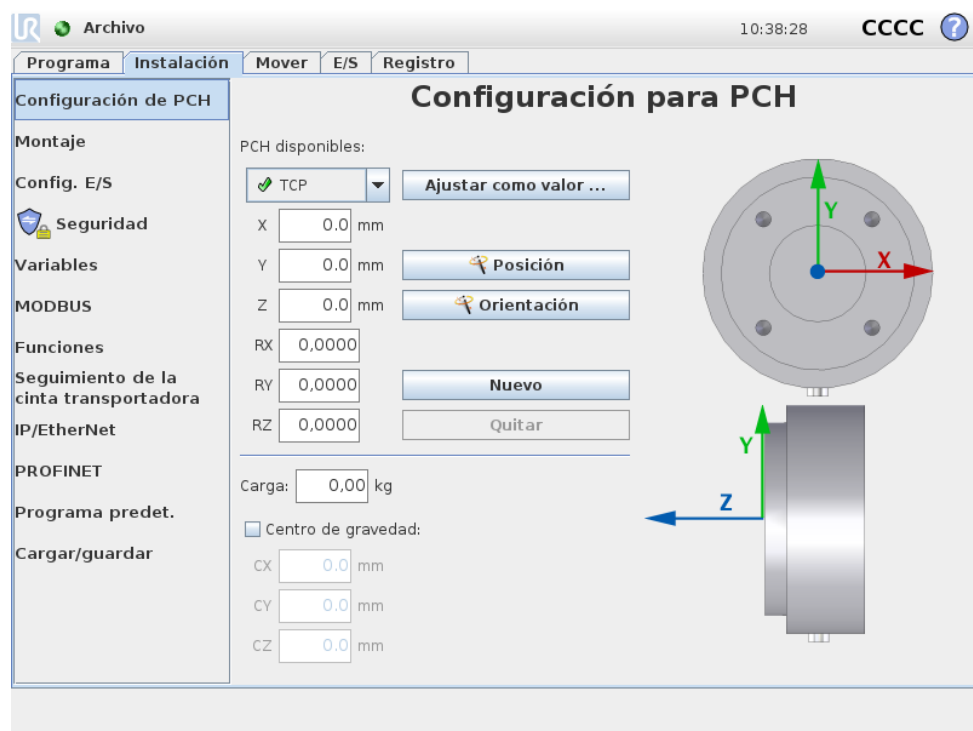 UR Archivo 10:38:28 CCCC ?
Programa Instalación Mover E/S Registro
Configuración de PCH
Montaje
Config. E/S
Seguridad
Variables
MODBUS
Funciones
Seguimiento de la
cinta transportadora
IP/EtherNet
PROFINET
Programa predet.
Cargar/guardar
Configuración para PCH
PCH disponibles:
TCP Ajustar como valor ...
X 0.0 mm
Y 0.0 mm Posición
Z 0.0 mm Orientación
RX 0,0000
RY 0,0000 Nuevo
RZ 0,0000 Quitar
Carga: 0,00 kg
Centro de gravedad:
CX 0.0 mm
CY 0.0 mm
CZ 0.0 mm
Y
X
Y
Z